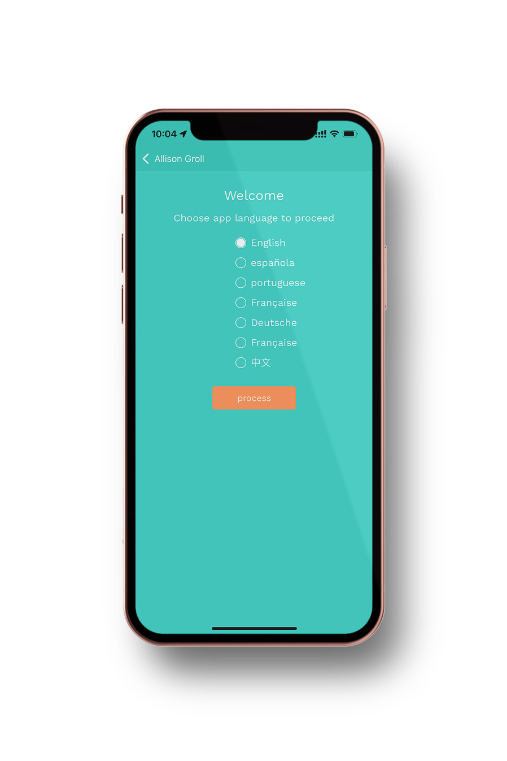 10:04
Allison Groll
Welcome
Choose app language to proceed
English
española
portuguese
Française
Deutsche
Française
中文
process